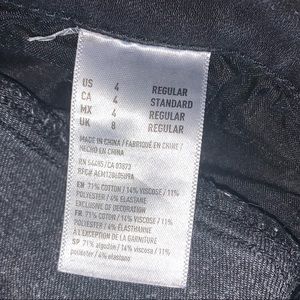 US 4 REGULAR
CA 4 STANDARD
MX 4 REGULAR
UK 8 REGULAR
MADE IN CHINA / FABRIQUÉ EN CHINE /
HECHO EN CHINA
RN 54485/CA 07873
EN 71% COTTON / 14% VISCOSE / 11%
POLYESTER / 4% ELASTANE
EXCLUSIVE OF DECORATION
FR 71% COTON / 14% VISCOSE / 11%
POLYESTER / 4% ÉLASTHANNE
À L'EXCEPTION DE LA GARNITURE
SP 71% algodón / 14% viscosa / 11%
poliéster / 4% elastano